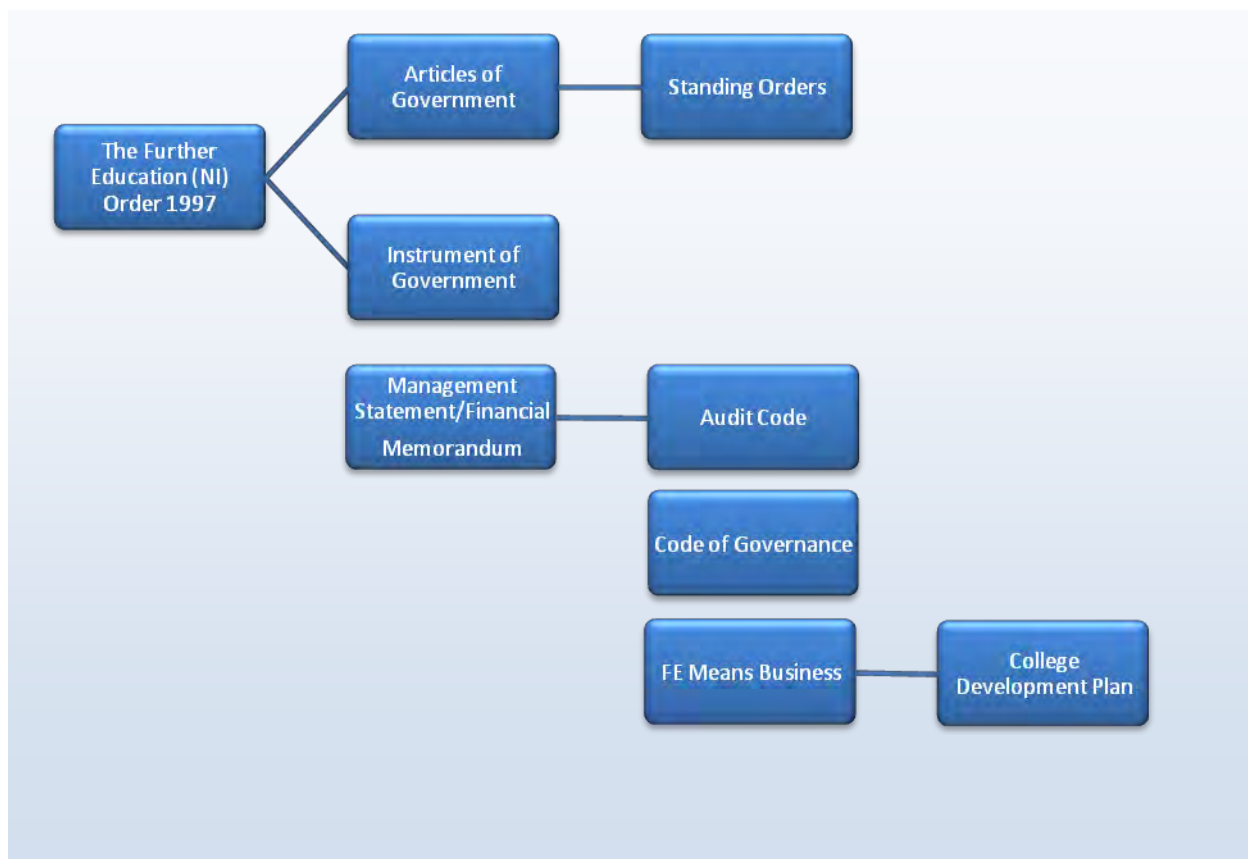 Articles of
Government
Standing Orders
The Further
Education (NI)
Order 1997
Instrument of
Government
Management
Statement/Financial
Memorandum
Audit Code
Code of Governance
FE Means Business
College
Development Plan